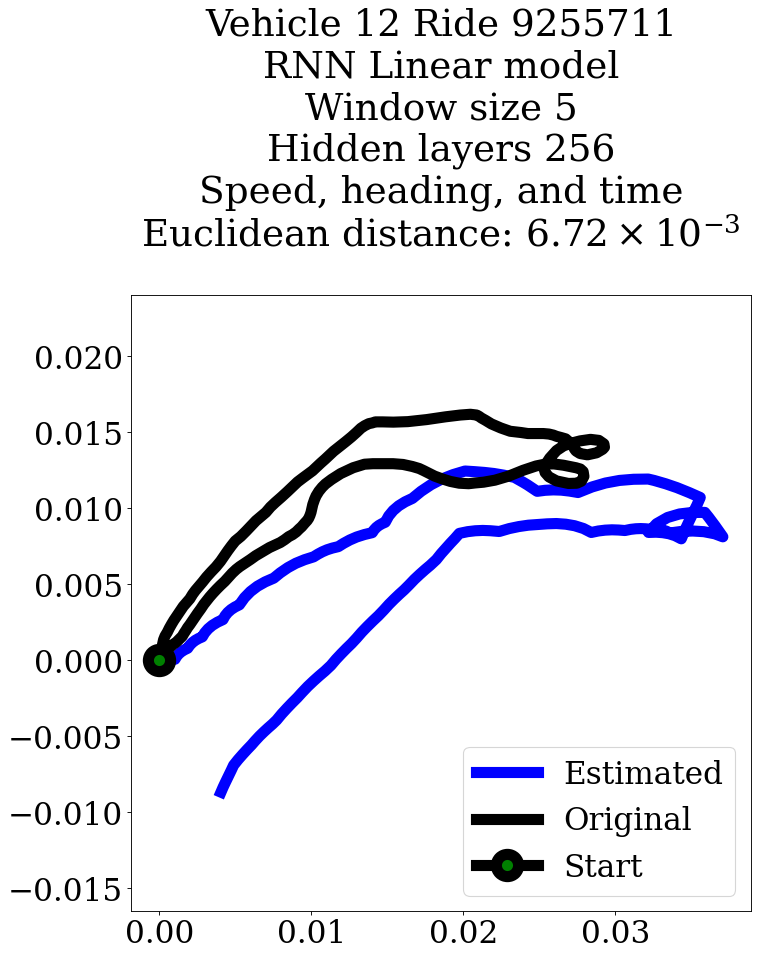 Vehicle 12 Ride 9255711
RNN Linear model
Window size 5
Hidden layers 256
Speed, heading, and time
Euclidean distance: 6.72 × 10⁻³
0.020
0.015
0.010
0.005
0.000
−0.005
−0.010
−0.015
0.00 0.01 0.02 0.03
Estimated
Original
Start